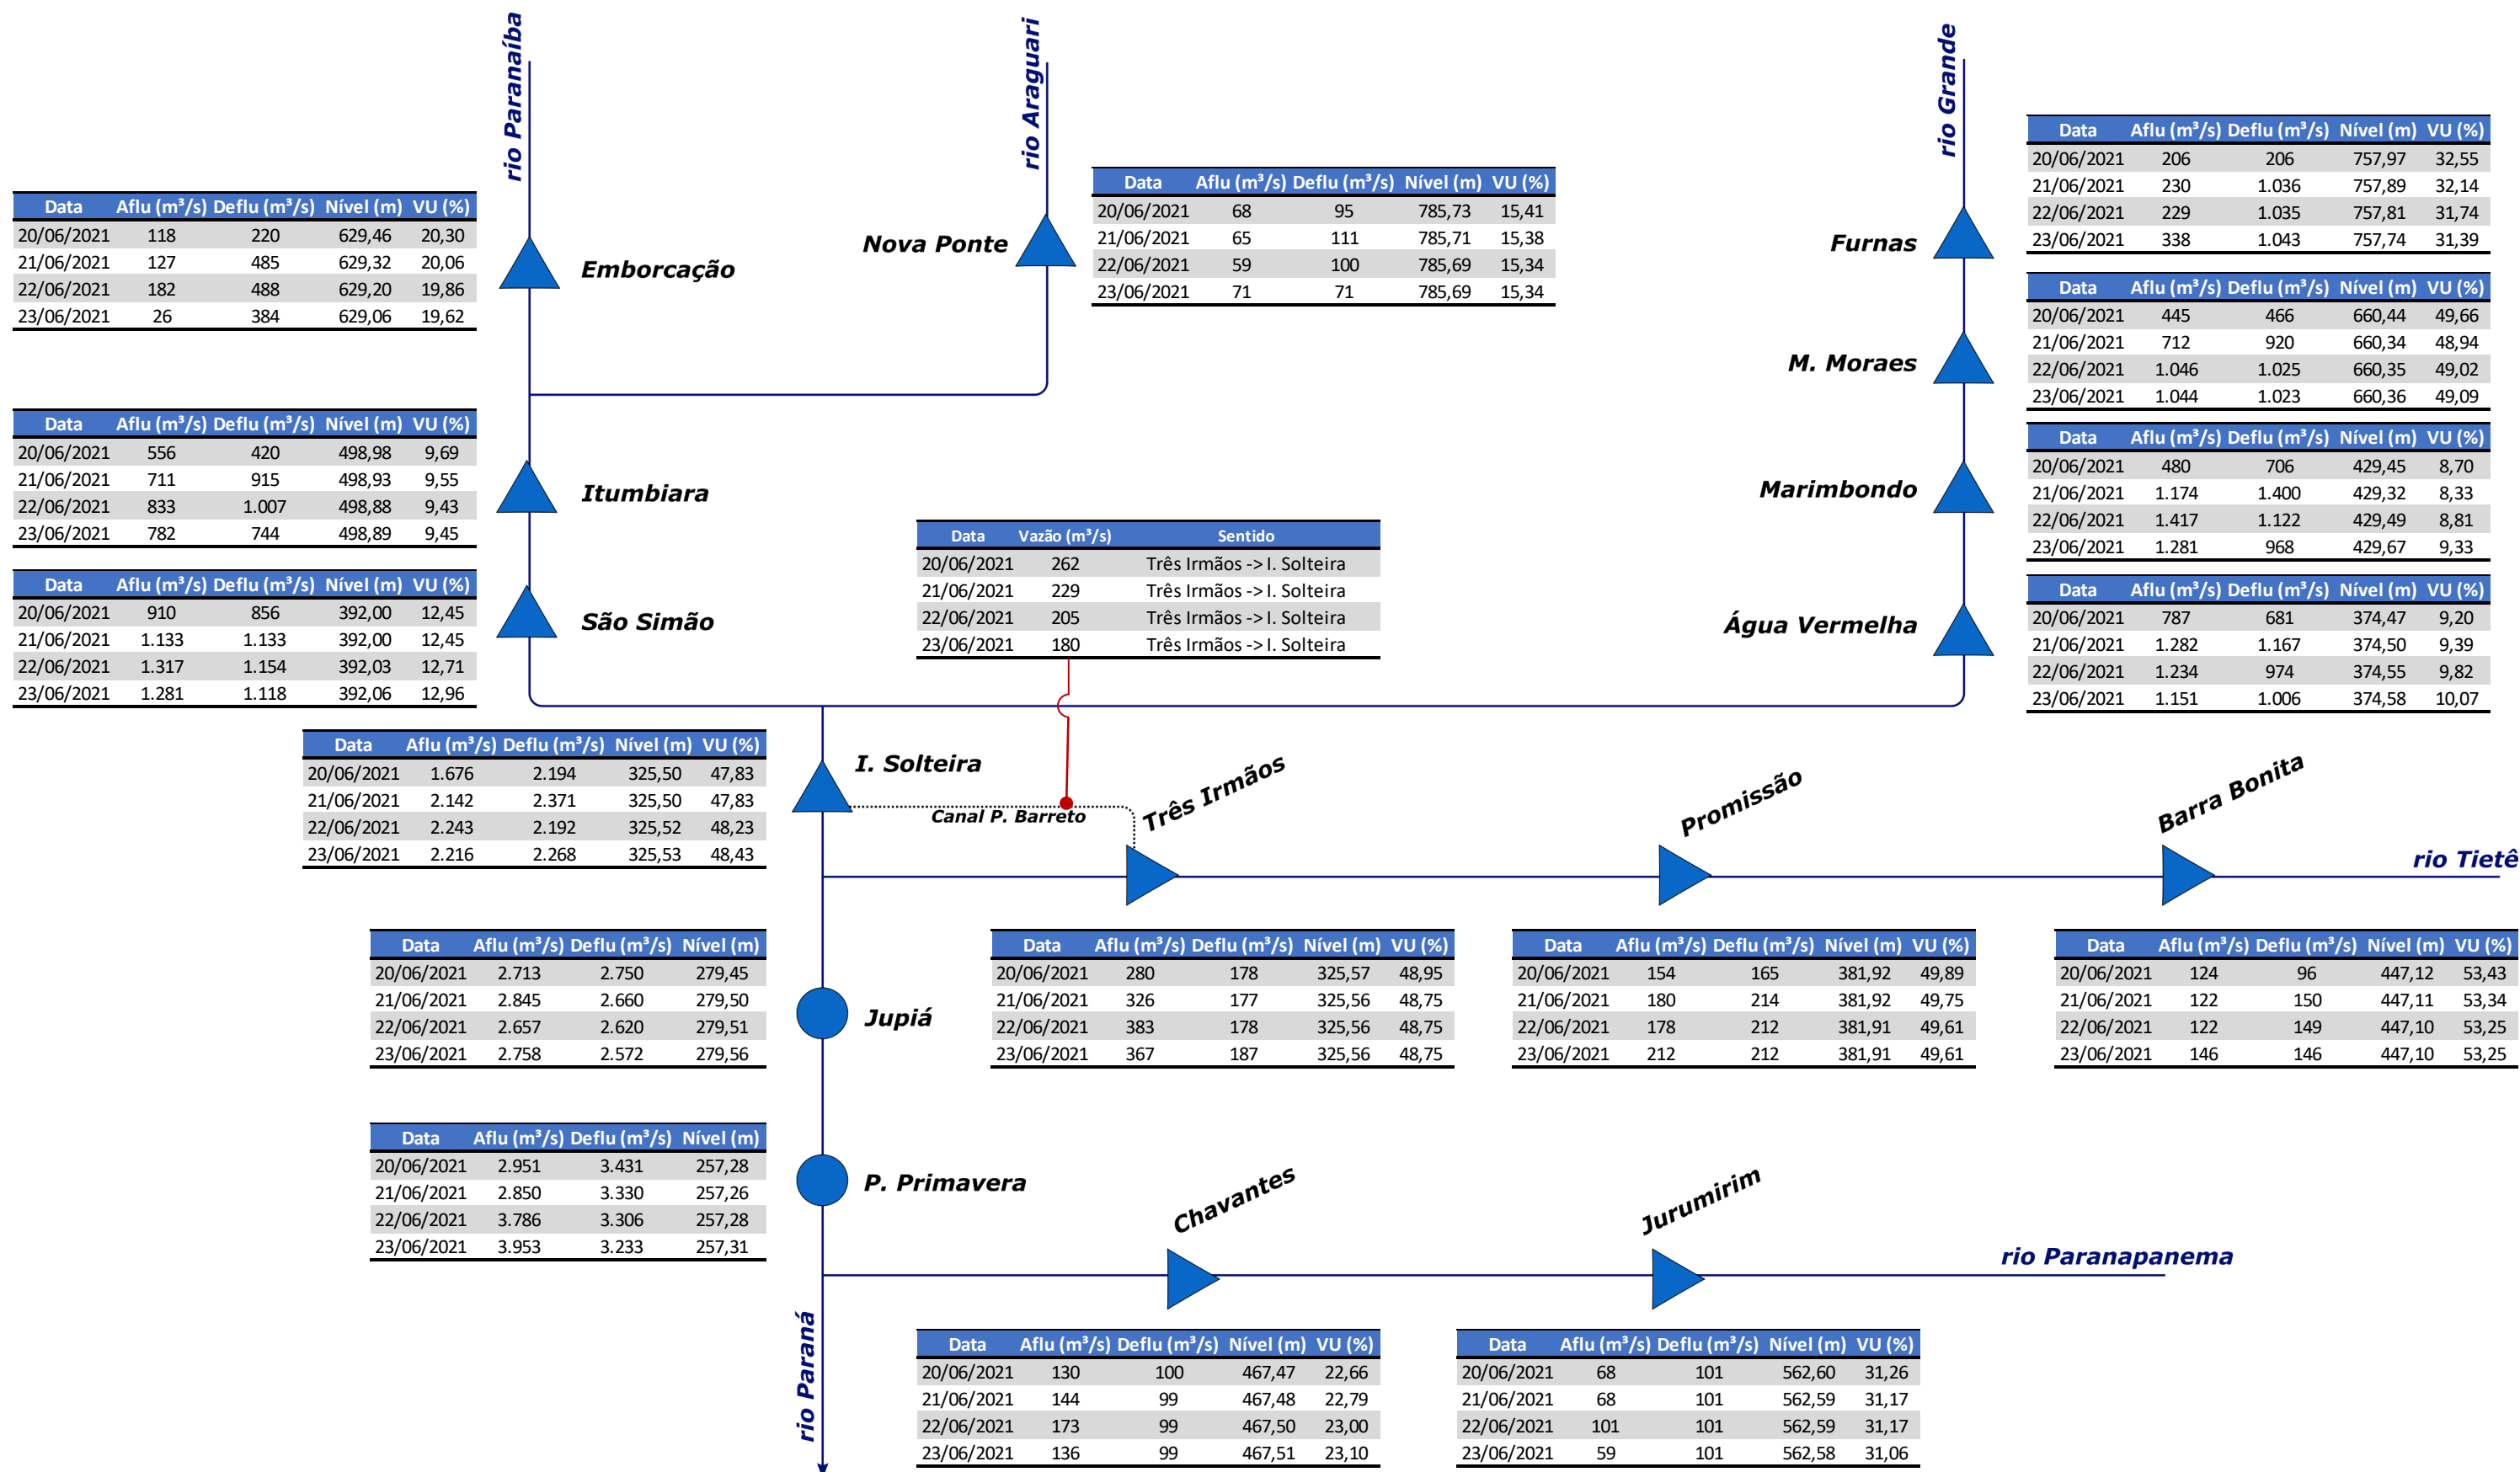 rio Paranaíba
rio Araguari
rio Grande
Data Aflu (m³/s) Deflu (m³/s) Nível (m) VU (%)
20/06/2021 118 220 629,46 20,30
21/06/2021 127 485 629,32 20,06
22/06/2021 182 488 629,20 19,86
23/06/2021 26 384 629,06 19,62
Emborcação
Nova Ponte
Data Aflu (m³/s) Deflu (m³/s) Nível (m) VU (%)
20/06/2021 68 95 785,73 15,41
21/06/2021 65 111 785,71 15,38
22/06/2021 59 100 785,69 15,34
23/06/2021 71 71 785,69 15,34
Furnas
Data Aflu (m³/s) Deflu (m³/s) Nível (m) VU (%)
20/06/2021 206 206 757,97 32,55
21/06/2021 230 1.036 757,89 32,14
22/06/2021 229 1.035 757,81 31,74
23/06/2021 338 1.043 757,74 31,39
M. Moraes
Data Aflu (m³/s) Deflu (m³/s) Nível (m) VU (%)
20/06/2021 445 466 660,44 49,66
21/06/2021 712 920 660,34 48,94
22/06/2021 1.046 1.025 660,35 49,02
23/06/2021 1.044 1.023 660,36 49,09
Data Aflu (m³/s) Deflu (m³/s) Nível (m) VU (%)
20/06/2021 556 420 498,98 9,69
21/06/2021 711 915 498,93 9,55
22/06/2021 833 1.007 498,88 9,43
23/06/2021 782 744 498,89 9,45
Itumbiara
Marimbondo
Data Aflu (m³/s) Deflu (m³/s) Nível (m) VU (%)
20/06/2021 480 706 429,45 8,70
21/06/2021 1.174 1.400 429,32 8,33
22/06/2021 1.417 1.122 429,49 8,81
23/06/2021 1.281 968 429,67 9,33
Data Aflu (m³/s) Deflu (m³/s) Nível (m) VU (%)
20/06/2021 910 856 392,00 12,45
21/06/2021 1.133 1.133 392,00 12,45
22/06/2021 1.317 1.154 392,03 12,71
23/06/2021 1.281 1.118 392,06 12,96
São Simão
Data Vazão (m³/s) Sentido
20/06/2021 262 Três Irmãos -> I. Solteira
21/06/2021 229 Três Irmãos -> I. Solteira
22/06/2021 205 Três Irmãos -> I. Solteira
23/06/2021 180 Três Irmãos -> I. Solteira
Água Vermelha
Data Aflu (m³/s) Deflu (m³/s) Nível (m) VU (%)
20/06/2021 787 681 374,47 9,20
21/06/2021 1.282 1.167 374,50 9,39
22/06/2021 1.234 974 374,55 9,82
23/06/2021 1.151 1.006 374,58 10,07
Data Aflu (m³/s) Deflu (m³/s) Nível (m) VU (%)
20/06/2021 1.676 2.194 325,50 47,83
21/06/2021 2.142 2.371 325,50 47,83
22/06/2021 2.243 2.192 325,52 48,23
23/06/2021 2.216 2.268 325,53 48,43
I. Solteira
Canal P. Barreto
Três Irmãos
Promissão
Barra Bonita
rio Tietê
Data Aflu (m³/s) Deflu (m³/s) Nível (m)
20/06/2021 2.713 2.750 279,45
21/06/2021 2.845 2.660 279,50
22/06/2021 2.657 2.620 279,51
23/06/2021 2.758 2.572 279,56
Jupiá
Data Aflu (m³/s) Deflu (m³/s) Nível (m) VU (%)
20/06/2021 280 178 325,57 48,95
21/06/2021 326 177 325,56 48,75
22/06/2021 383 178 325,56 48,75
23/06/2021 367 187 325,56 48,75
Data Aflu (m³/s) Deflu (m³/s) Nível (m) VU (%)
20/06/2021 154 165 381,92 49,89
21/06/2021 180 214 381,92 49,75
22/06/2021 178 212 381,91 49,61
23/06/2021 212 212 381,91 49,61
Data Aflu (m³/s) Deflu (m³/s) Nível (m) VU (%)
20/06/2021 124 96 447,12 53,43
21/06/2021 122 150 447,11 53,34
22/06/2021 122 149 447,10 53,25
23/06/2021 146 146 447,10 53,25
Data Aflu (m³/s) Deflu (m³/s) Nível (m)
20/06/2021 2.951 3.431 257,28
21/06/2021 2.850 3.330 257,26
22/06/2021 3.786 3.306 257,28
23/06/2021 3.953 3.233 257,31
P. Primavera
Chavantes
Jurumirim
rio Paranapanema
rio Paraná
Data Aflu (m³/s) Deflu (m³/s) Nível (m) VU (%)
20/06/2021 130 100 467,47 22,66
21/06/2021 144 99 467,48 22,79
22/06/2021 173 99 467,50 23,00
23/06/2021 136 99 467,51 23,10
Data Aflu (m³/s) Deflu (m³/s) Nível (m) VU (%)
20/06/2021 68 101 562,60 31,26
21/06/2021 68 101 562,59 31,17
22/06/2021 101 101 562,59 31,17
23/06/2021 59 101 562,58 31,06